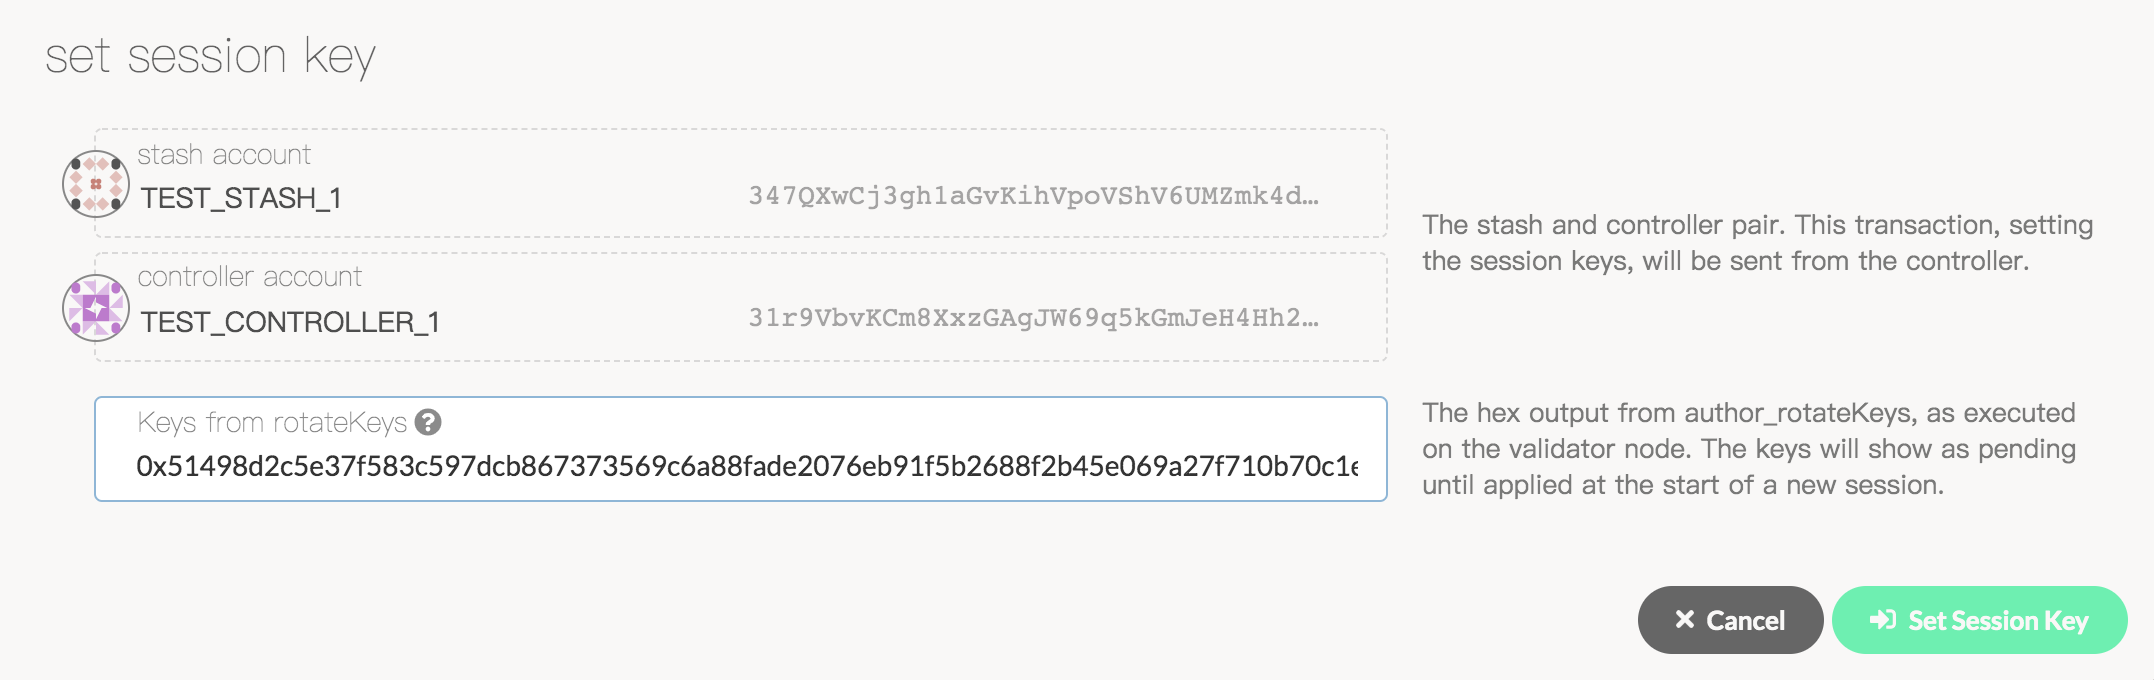 set session key
stash account
TEST_STASH_1 347QXwCj3gh1aGvKihVpoVShV6UMZmk4d…
controller account
TEST_CONTROLLER_1 31r9VbvKCm8XxzGAgJW69q5kGmJeH4Hh2…
The stash and controller pair. This transaction, setting
the session keys, will be sent from the controller.
Keys from rotateKeys
0x51498d2c5e37f583c597dcb867373569c6a88fade2076eb91f5b2688f2b45e069a27f710b70c1e
The hex output from author_rotateKeys, as executed
on the validator node. The keys will show as pending
until applied at the start of a new session.
Cancel
Set Session Key